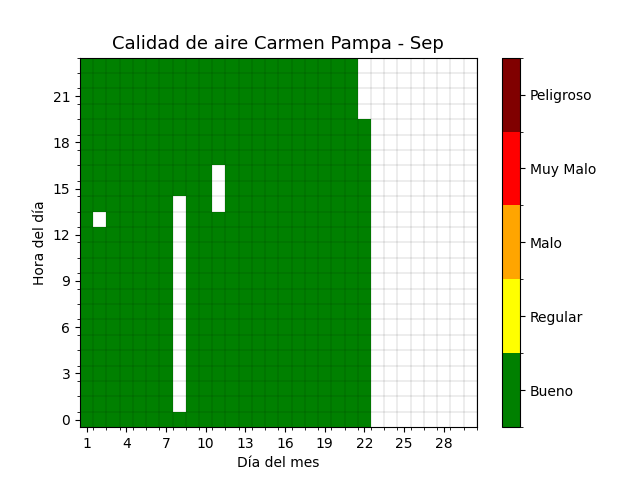 Calidad de aire Carmen Pampa - Sep
Hora del día
21
18
15
12
9
6
3
0
1 4 7 10 13 16 19 22 25 28
Día del mes
Peligroso
Muy Malo
Malo
Regular
Bueno